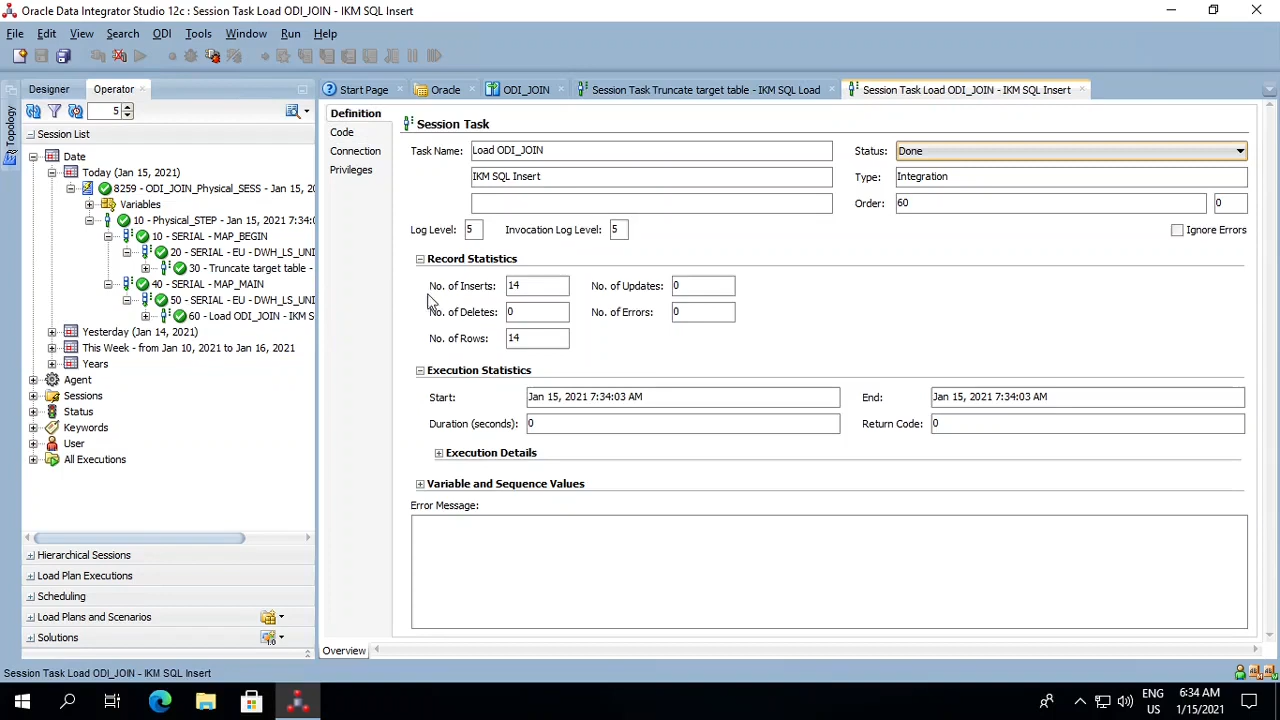 Oracle Data Integrator Studio 12c : Session Task Load ODI_JOIN - IKM SQL Insert
File Edit View Search ODI Tools Window Run Help
Designer Operator
Start Page Oracle ODI_JOIN Session Task Truncate target table - IKM SQL Load Session Task Load ODI_JOIN - IKM SQL Insert
5
Topology
Session List
Date
Today (Jan 15, 2021)
8259 - ODI_JOIN_Physical_SESS - Jan 15, 20
Variables
10 - Physical_STEP - Jan 15, 2021 7:34:0
10 - SERIAL - MAP_BEGIN
20 - SERIAL - EU - DWH_LS_UNI
30 - Truncate target table -
40 - SERIAL - MAP_MAIN
50 - SERIAL - EU - DWH_LS_UNI
60 - Load ODI_JOIN - IKM S
Yesterday (Jan 14, 2021)
This Week - from Jan 10, 2021 to Jan 16, 2021
Years
Agent
Sessions
Status
Keywords
User
All Executions
Hierarchical Sessions
Load Plan Executions
Scheduling
Load Plans and Scenarios
Solutions
1.0
Definition
Code
Connection
Privileges
Session Task
Task Name: Load ODI_JOIN Status: Done
IKM SQL Insert Type: Integration
Order: 60 0
Log Level: 5 Invocation Log Level: 5 Ignore Errors
Record Statistics
No. of Inserts: 14 No. of Updates: 0
No. of Deletes: 0 No. of Errors: 0
No. of Rows: 14
Execution Statistics
Start: Jan 15, 2021 7:34:03 AM End: Jan 15, 2021 7:34:03 AM
Duration (seconds): 0 Return Code: 0
Execution Details
Variable and Sequence Values
Error Message:
Overview
Session Task Load ODI_JOIN - IKM SQL Insert
ENG
US
6:34 AM
1/15/2021